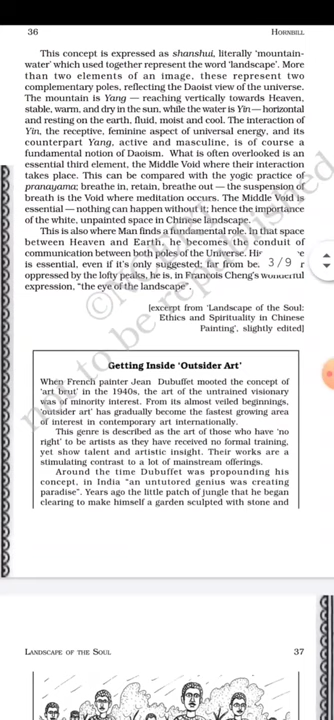 36
HORNBILL
This concept is expressed as shanshui, literally ‘mountain-
water’ which used together represent the word ‘landscape’. More
than two elements of an image, these represent two
complementary poles, reflecting the Daoist view of the universe.
The mountain is Yang — reaching vertically towards Heaven,
stable, warm, and dry in the sun, while the water is Yin — horizontal
and resting on the earth, fluid, moist and cool. The interaction of
Yin, the receptive, feminine aspect of universal energy, and its
counterpart Yang, active and masculine, is of course a
fundamental notion of Daoism. What is often overlooked is an
essential third element, the Middle Void where their interaction
takes place. This can be compared with the yogic practice of
pranayama; breathe in, retain, breathe out — the suspension of
breath is the Void where meditation occurs. The Middle Void is
essential — nothing can happen without it; hence the importance
of the white, unpainted space in Chinese landscape.
This is also where Man finds a fundamental role. In that space
between Heaven and Earth, he becomes the conduit of
communication between both poles of the Universe. His
is essential, even if it’s only suggested; far from be
oppressed by the lofty peaks, he is, in Francois Cheng’s wonderful
expression, “the eye of the landscape”.
3/9
[excerpt from ‘Landscape of the Soul:
Ethics and Spirituality in Chinese
Painting’, slightly edited]
Getting Inside ‘Outsider Art’
When French painter Jean Dubuffet mooted the concept of
‘art brut’ in the 1940s, the art of the untrained visionary
was of minority interest. From its almost veiled beginnings,
‘outsider art’ has gradually become the fastest growing area
of interest in contemporary art internationally.
This genre is described as the art of those who have ‘no
right’ to be artists as they have received no formal training,
yet show talent and artistic insight. Their works are a
stimulating contrast to a lot of mainstream offerings.
Around the time Dubuffet was propounding his
concept, in India “an untutored genius was creating
paradise”. Years ago the little patch of jungle that he began
clearing to make himself a garden sculpted with stone and
not to be republished
LANDSCAPE OF THE SOUL
37